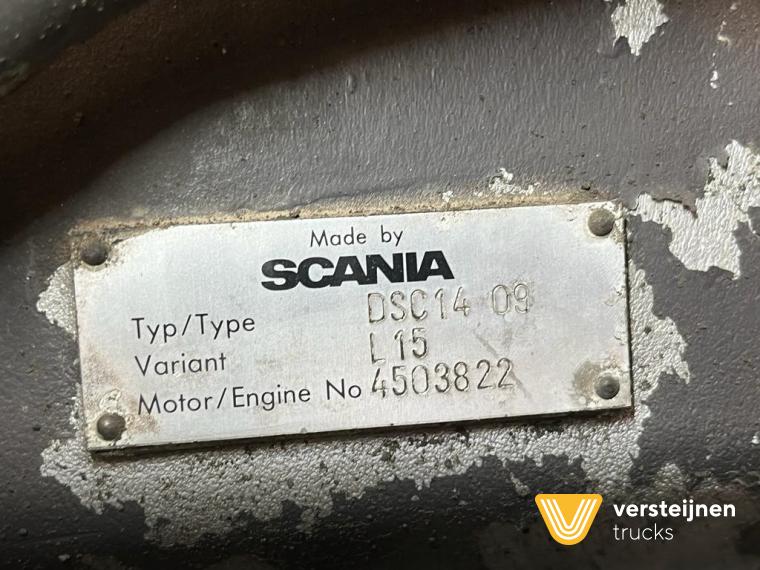 Made by
SCANIA
Typ/Type DSC14 09
Variant L15
Motor/Engine No 4503822
versteijnen
trucks